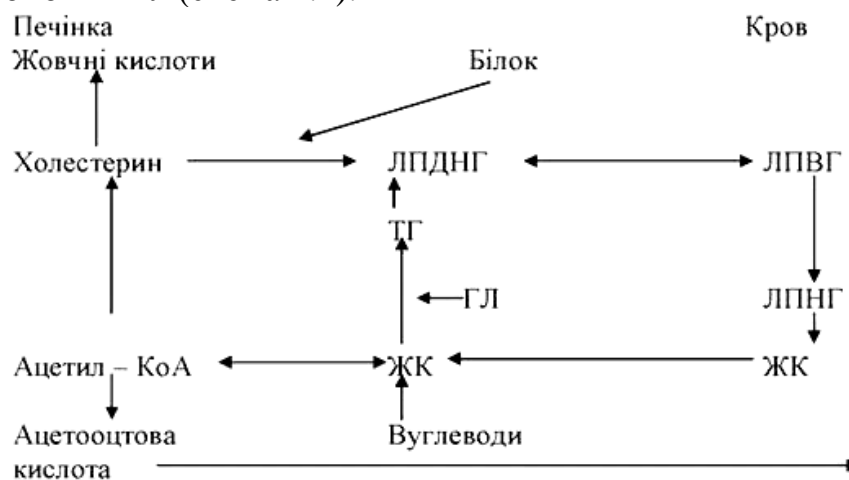 Печінка Кров
Жовчні кислоти Білок
Холестерин ЛПДНГ ЛПВГ
ТГ
ГЛ ЛПНГ
Ацетил – КоА ЖК ЖК
Ацетооцтова Вуглеводи
кислота